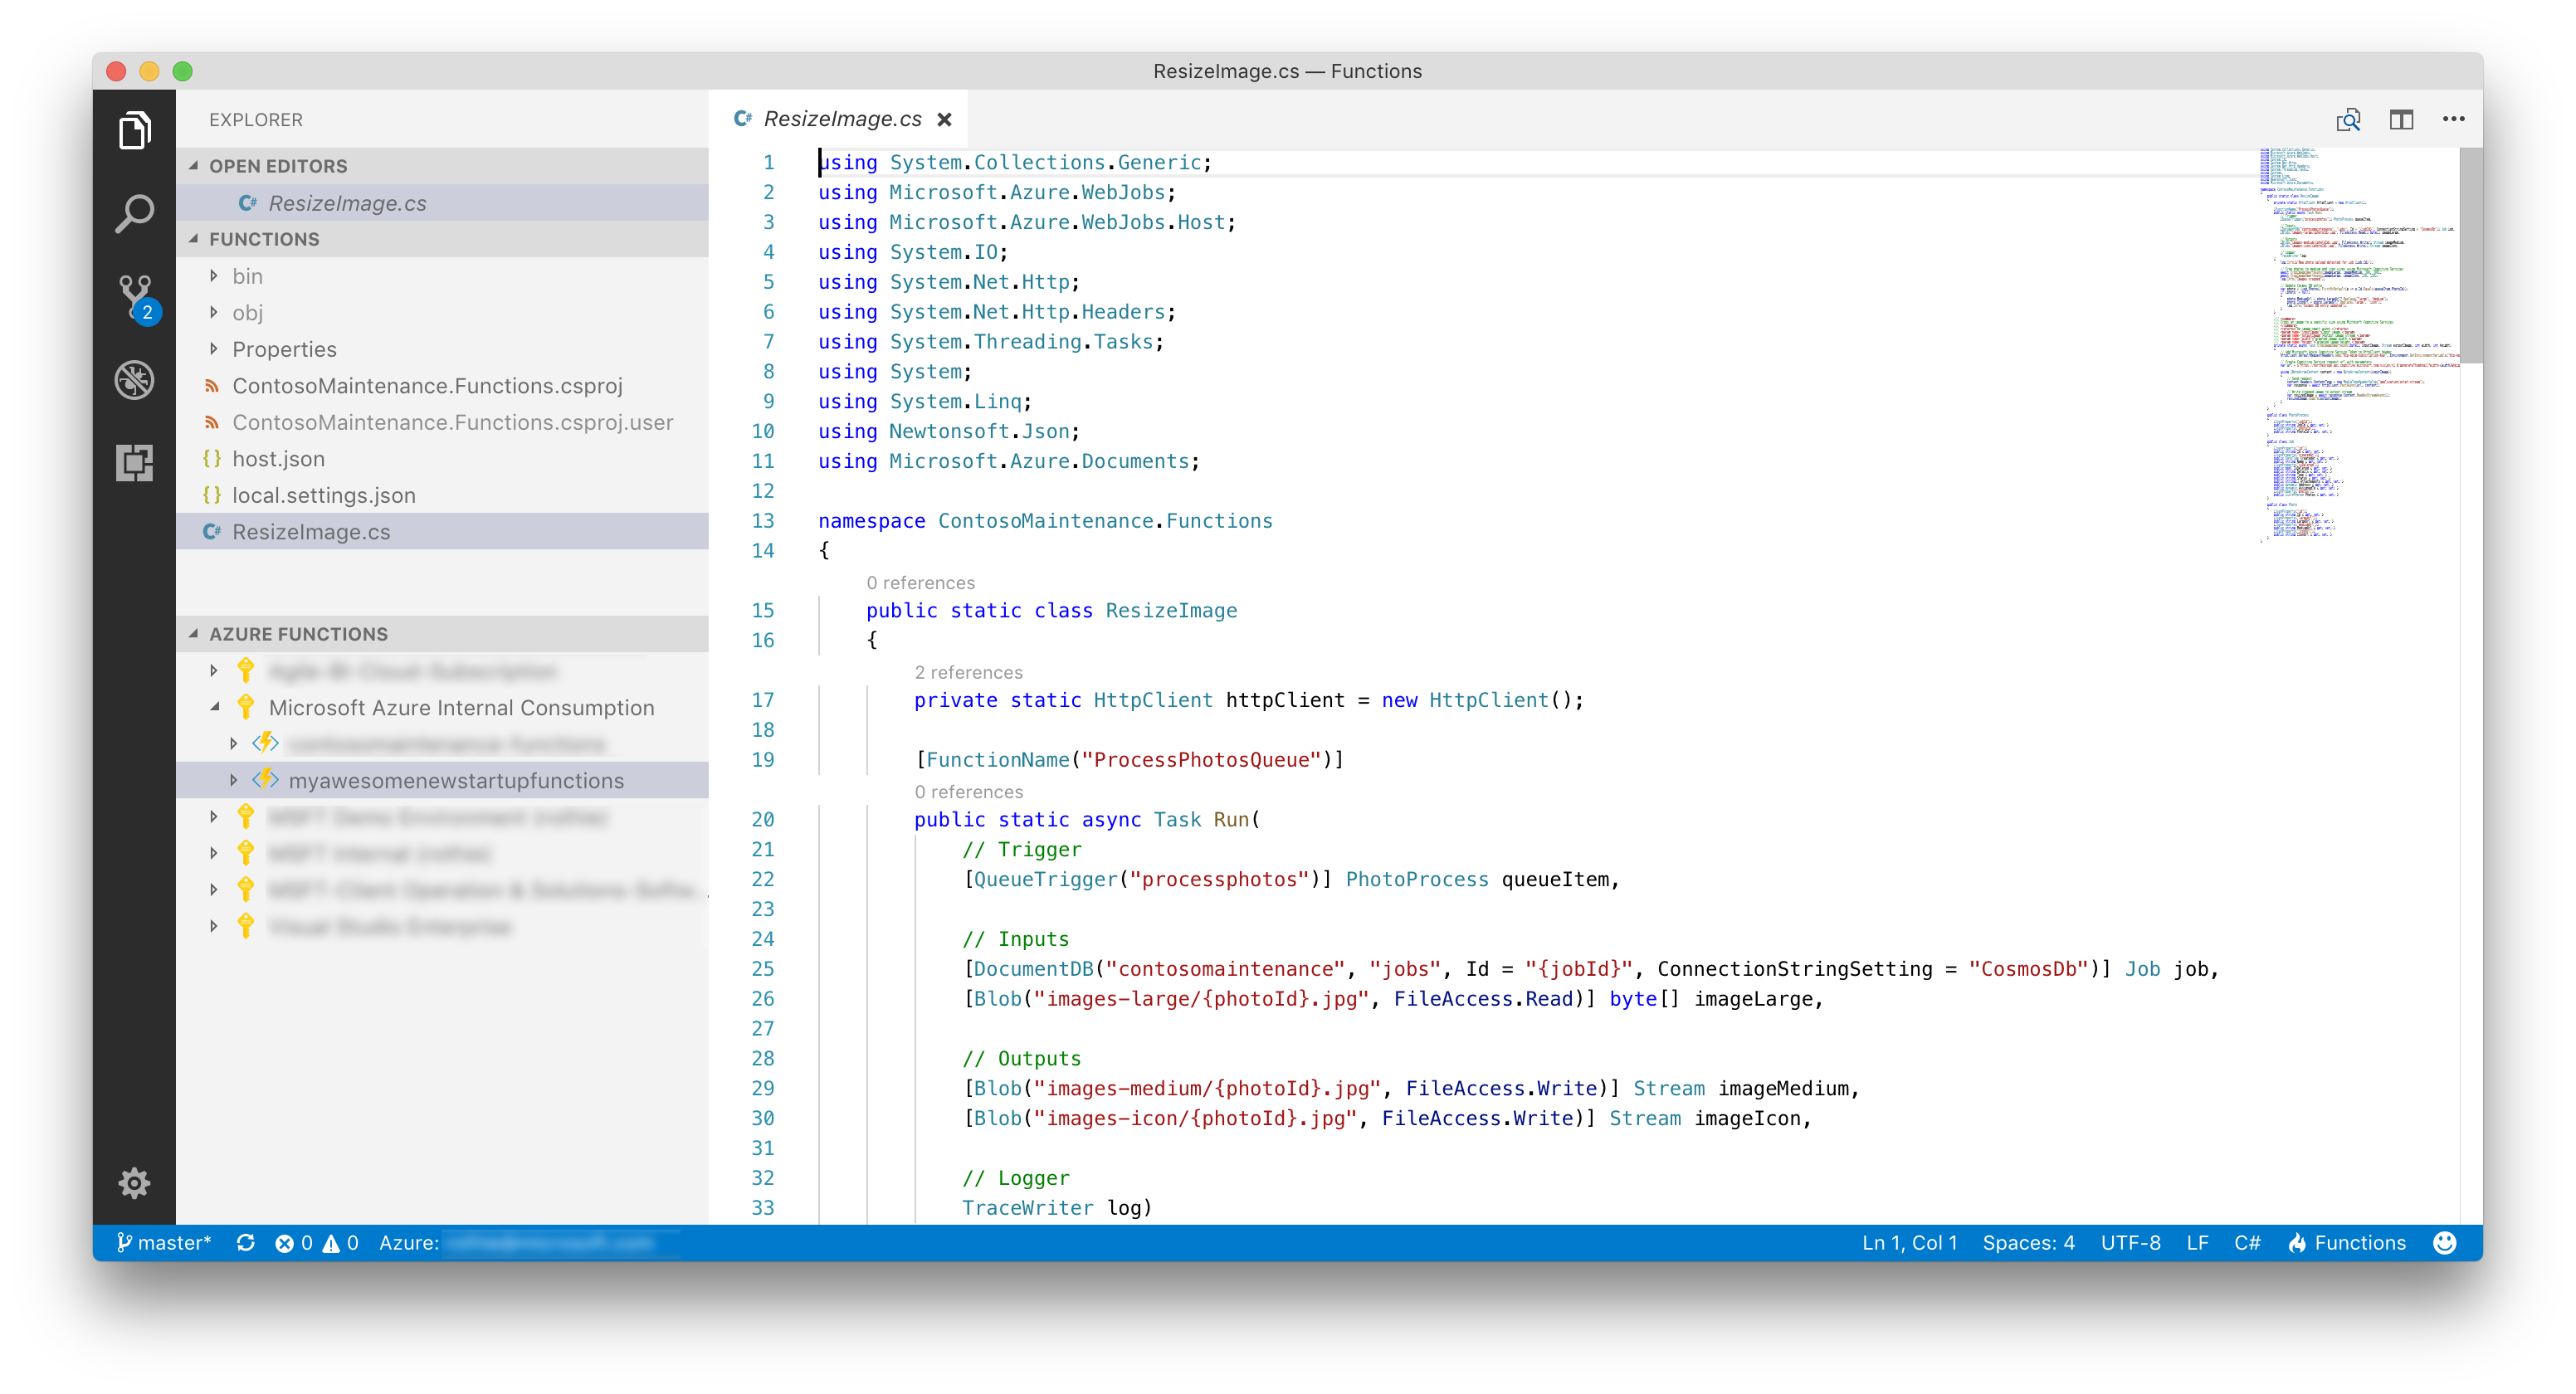 ResizeImage.cs — Functions
EXPLORER
OPEN EDITORS
C# ResizeImage.cs
FUNCTIONS
bin
obj
Properties
ContosoMaintenance.Functions.csproj
ContosoMaintenance.Functions.csproj.user
{} host.json
{} local.settings.json
C# ResizeImage.cs
2
AZURE FUNCTIONS
Microsoft Azure Internal Consumption
myawesomenewstartupfunctions
C# ResizeImage.cs
1 using System.Collections.Generic;
2 using Microsoft.Azure.WebJobs;
3 using Microsoft.Azure.WebJobs.Host;
4 using System.IO;
5 using System.Net.Http;
6 using System.Net.Http.Headers;
7 using System.Threading.Tasks;
8 using System;
9 using System.Linq;
10 using Newtonsoft.Json;
11 using Microsoft.Azure.Documents;
12
13 namespace ContosoMaintenance.Functions
14 {
0 references
15 public static class ResizeImage
16 {
2 references
17 private static HttpClient httpClient = new HttpClient();
18
19 [FunctionName("ProcessPhotosQueue")]
0 references
20 public static async Task Run(
21 // Trigger
22 [QueueTrigger("processphotos")] PhotoProcess queueItem,
23
24 // Inputs
25 [DocumentDB("contosomaintenance", "jobs", Id = "{jobId}", ConnectionStringSetting = "CosmosDb")] Job job,
26 [Blob("images-large/{photoId}.jpg", FileAccess.Read)] byte[] imageLarge,
27
28 // Outputs
29 [Blob("images-medium/{photoId}.jpg", FileAccess.Write)] Stream imageMedium,
30 [Blob("images-icon/{photoId}.jpg", FileAccess.Write)] Stream imageIcon,
31
32 // Logger
33 TraceWriter log)
master* 0 0 Azure:
Ln 1, Col 1 Spaces: 4 UTF-8 LF C# Functions